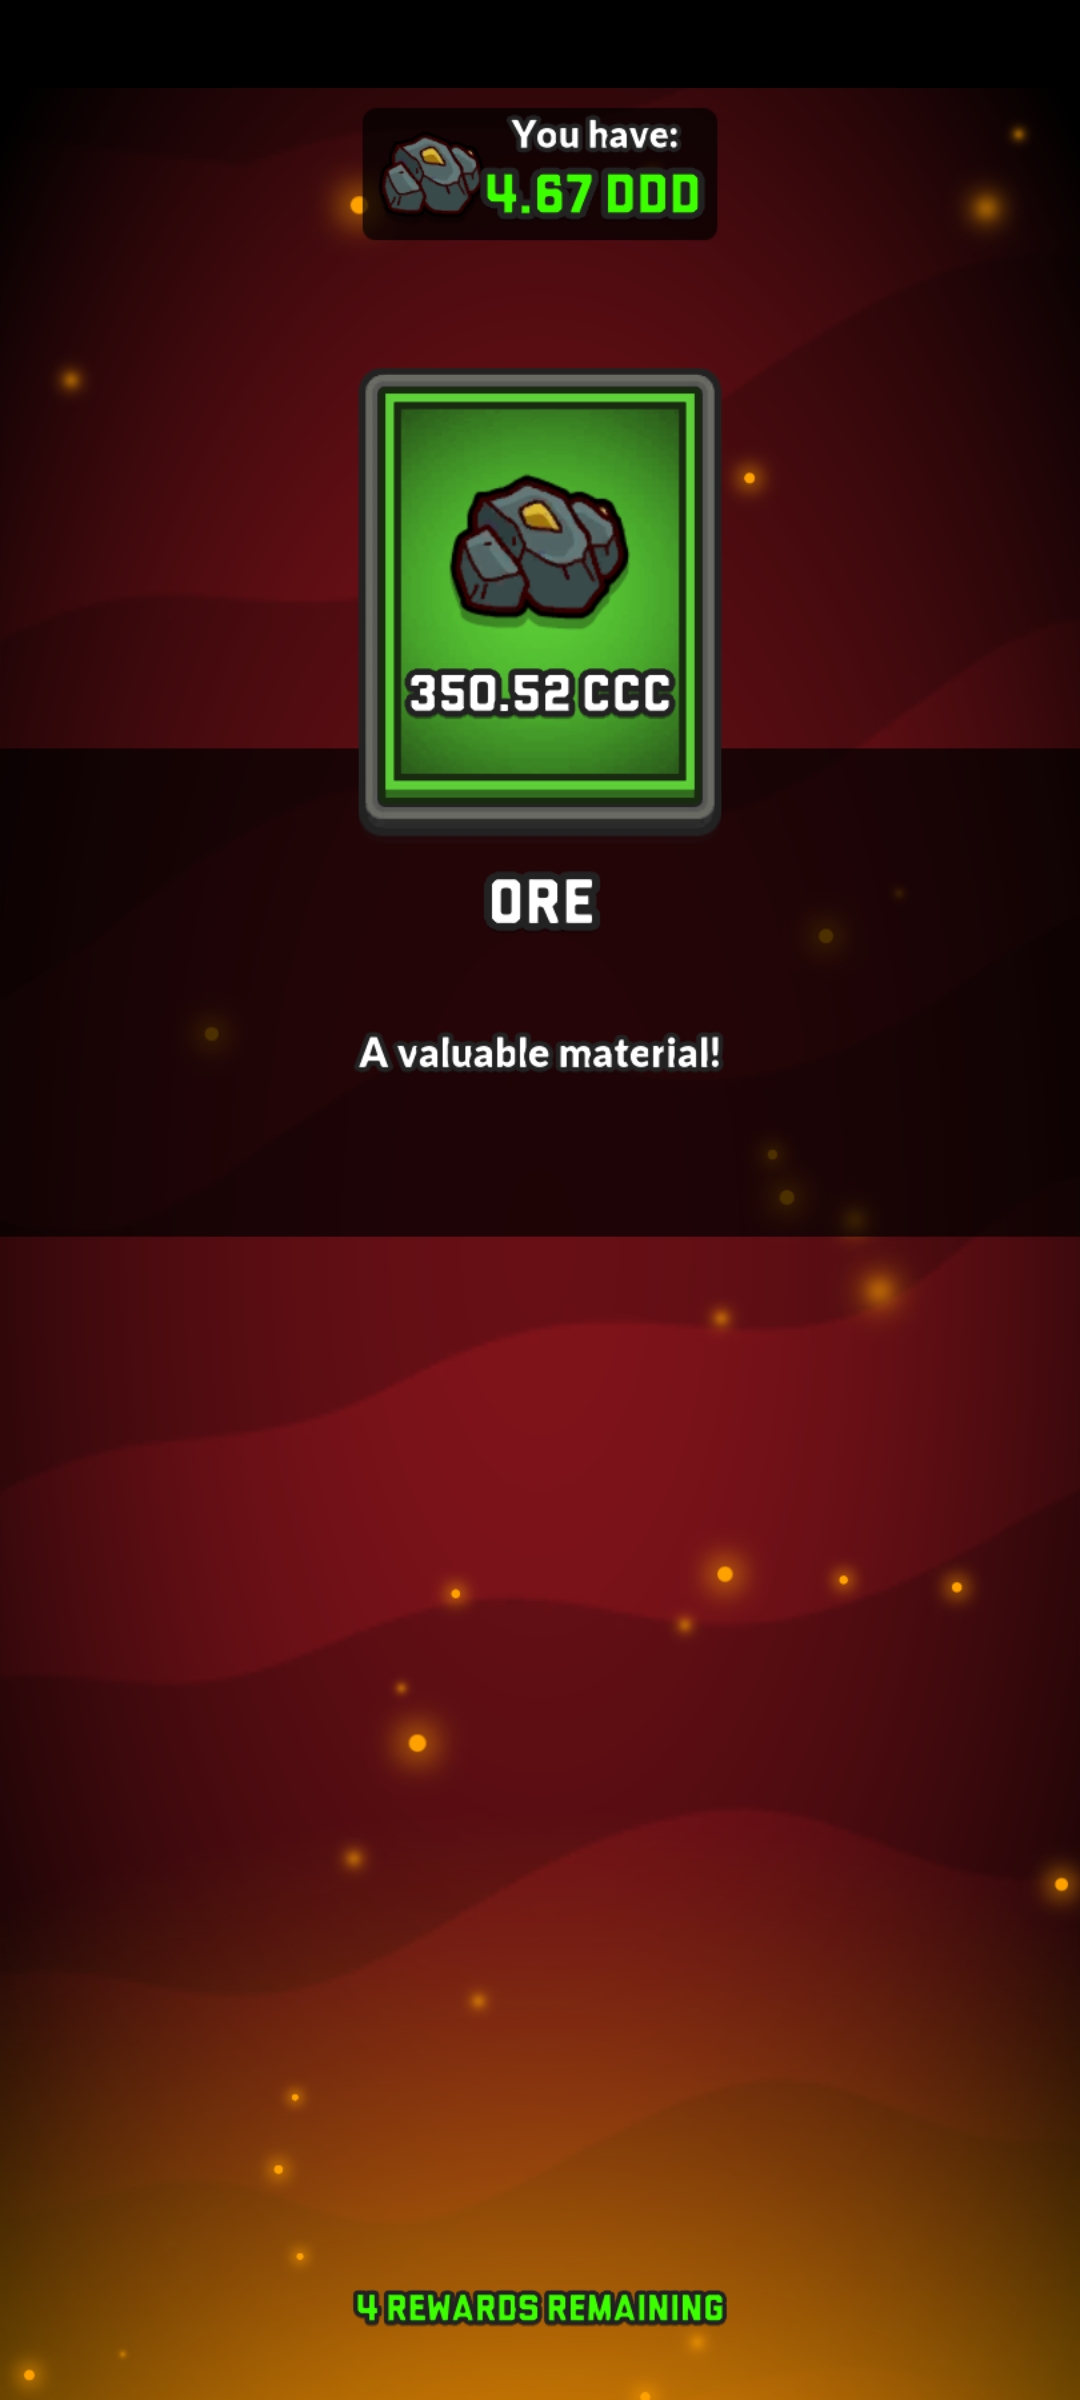 You have:
4.67 DDD
350.52 CCC
ORE
A valuable material!
4 REWARDS REMAINING